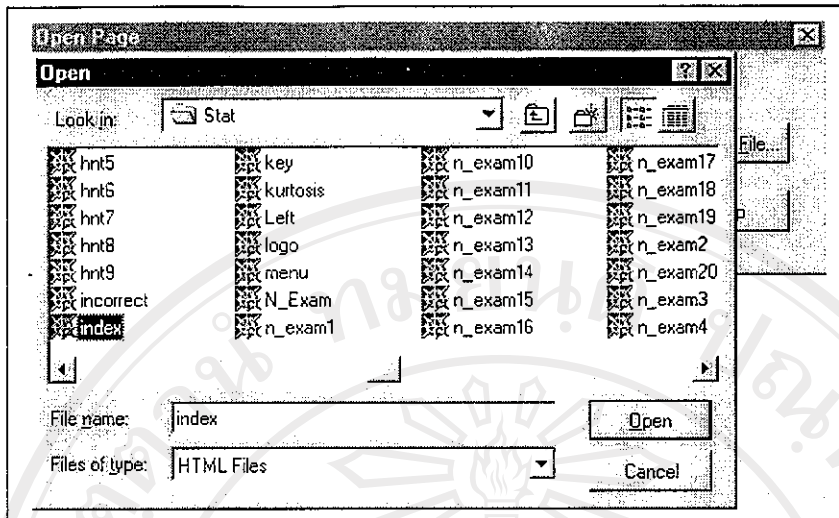 Open Page
Open
Look in: Stat
hnt5 key n_exam10 n_exam17
hnt6 kurtosis n_exam11 n_exam18
hnt7 Left n_exam12 n_exam19
hnt8 logo n_exam13 n_exam2
hnt9 menu n_exam14 n_exam20
incorrect N_Exam n_exam15 n_exam3
index n_exam1 n_exam16 n_exam4
File...
p
File name: index
Open
Files of type: HTML Files
Cancel